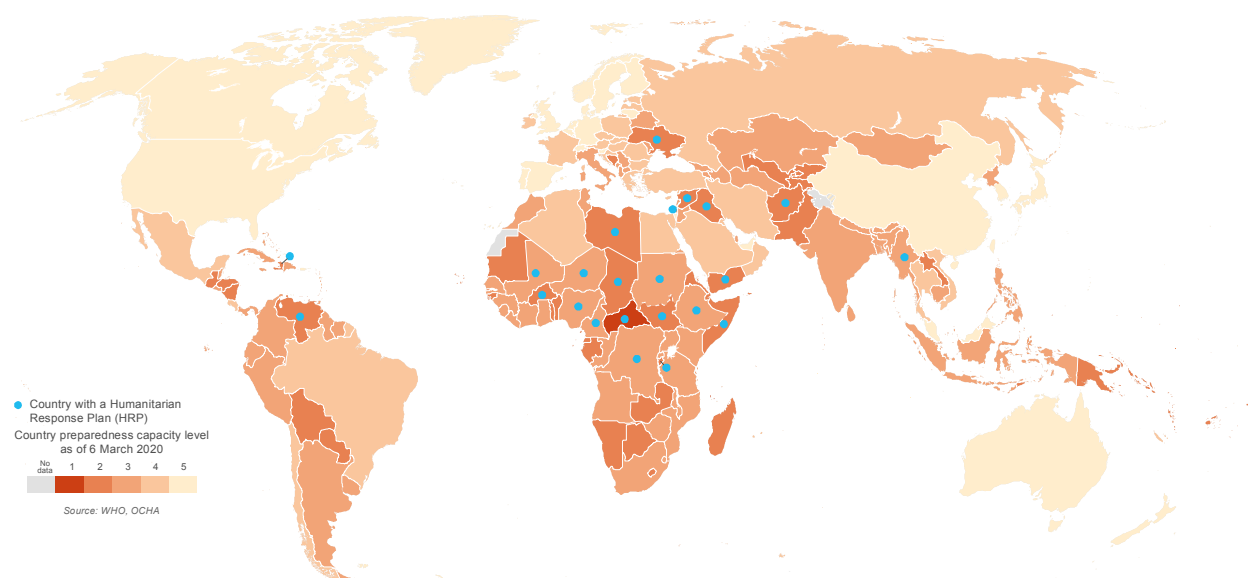 Country with a Humanitarian
Response Plan (HRP)
Country preparedness capacity level
as of 6 March 2020
No
data
1 2 3 4 5
Source: WHO, OCHA